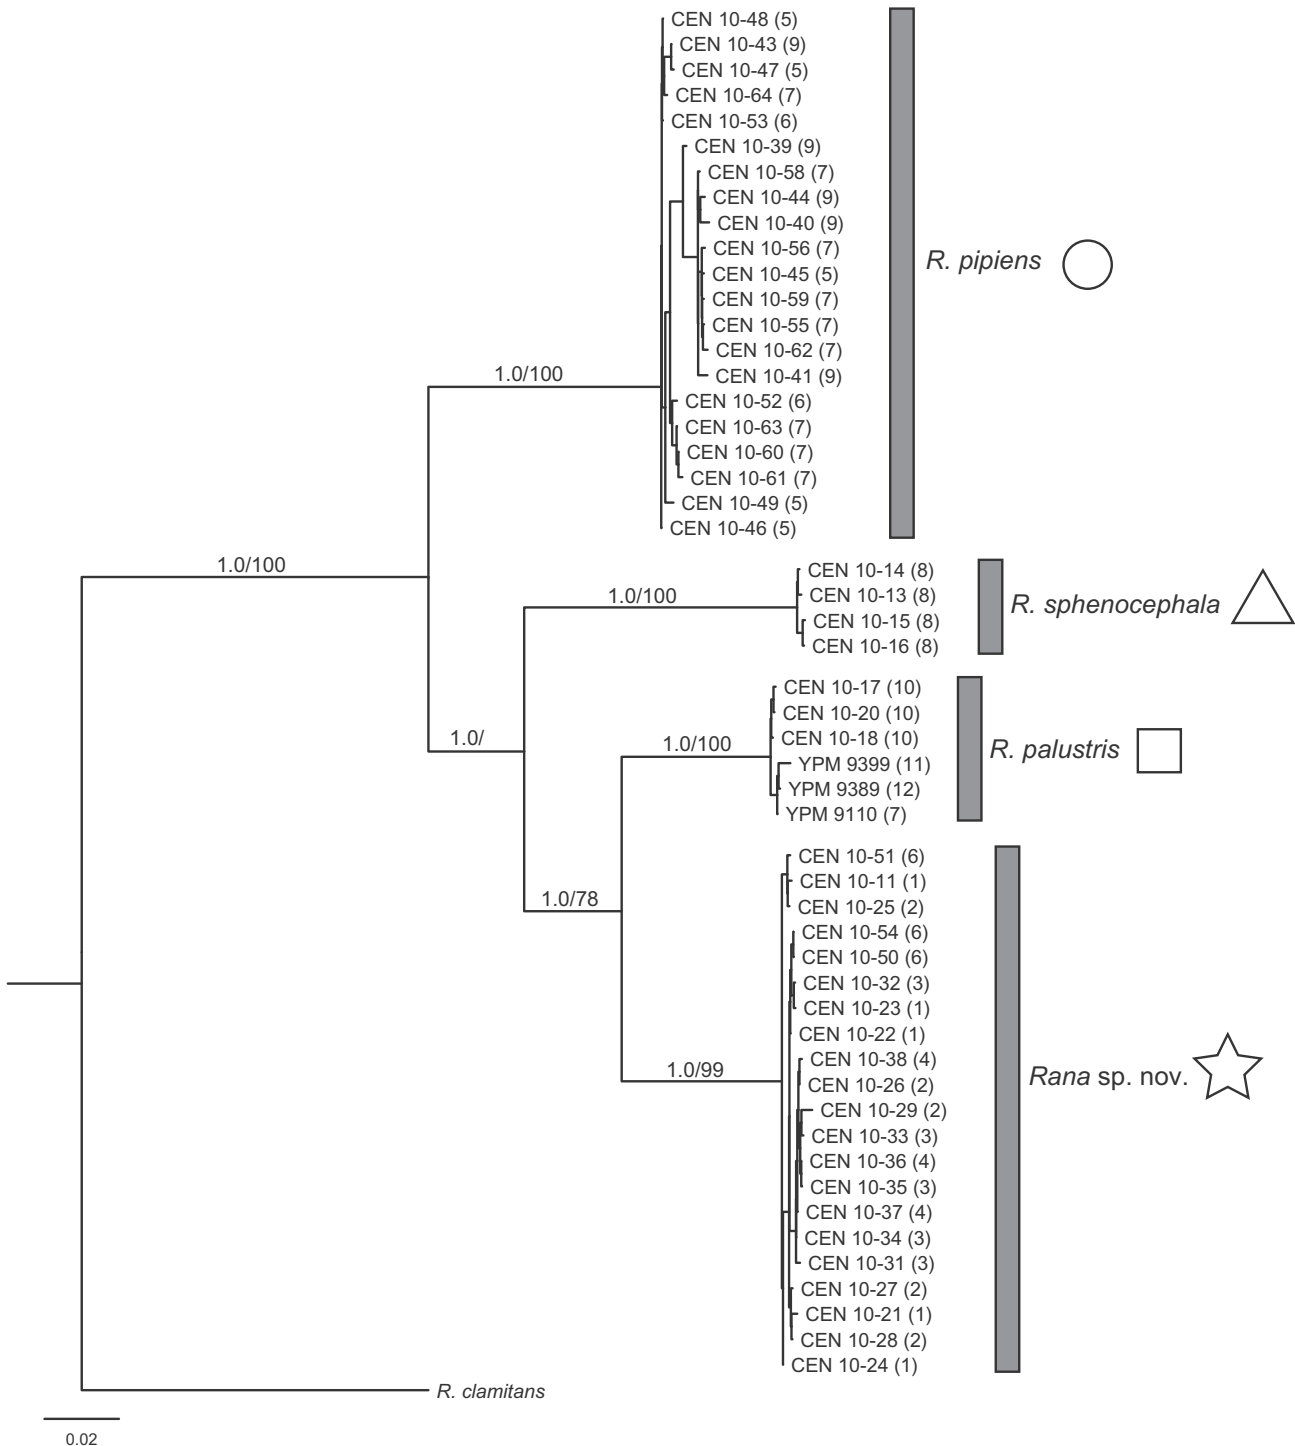 CEN 10-48 (5)
CEN 10-43 (9)
CEN 10-47 (5)
CEN 10-64 (7)
CEN 10-53 (6)
CEN 10-39 (9)
CEN 10-58 (7)
CEN 10-44 (9)
CEN 10-40 (9)
CEN 10-56 (7)
CEN 10-45 (5)
CEN 10-59 (7)
CEN 10-55 (7)
CEN 10-62 (7)
CEN 10-41 (9)
CEN 10-52 (6)
CEN 10-63 (7)
CEN 10-60 (7)
CEN 10-61 (7)
CEN 10-49 (5)
CEN 10-46 (5)
R. pipiens
1.0/100
1.0/100
CEN 10-14 (8)
CEN 10-13 (8)
CEN 10-15 (8)
CEN 10-16 (8)
R. sphenocephala
1.0/100
1.0/
CEN 10-17 (10)
CEN 10-20 (10)
CEN 10-18 (10)
YPM 9399 (11)
YPM 9389 (12)
YPM 9110 (7)
R. palustris
1.0/100
1.0/78
CEN 10-51 (6)
CEN 10-11 (1)
CEN 10-25 (2)
CEN 10-54 (6)
CEN 10-50 (6)
CEN 10-32 (3)
CEN 10-23 (1)
CEN 10-22 (1)
CEN 10-38 (4)
CEN 10-26 (2)
CEN 10-29 (2)
CEN 10-33 (3)
CEN 10-36 (4)
CEN 10-35 (3)
CEN 10-37 (4)
CEN 10-34 (3)
CEN 10-31 (3)
CEN 10-27 (2)
CEN 10-21 (1)
CEN 10-28 (2)
CEN 10-24 (1)
Rana sp. nov.
1.0/99
R. clamitans
0.02